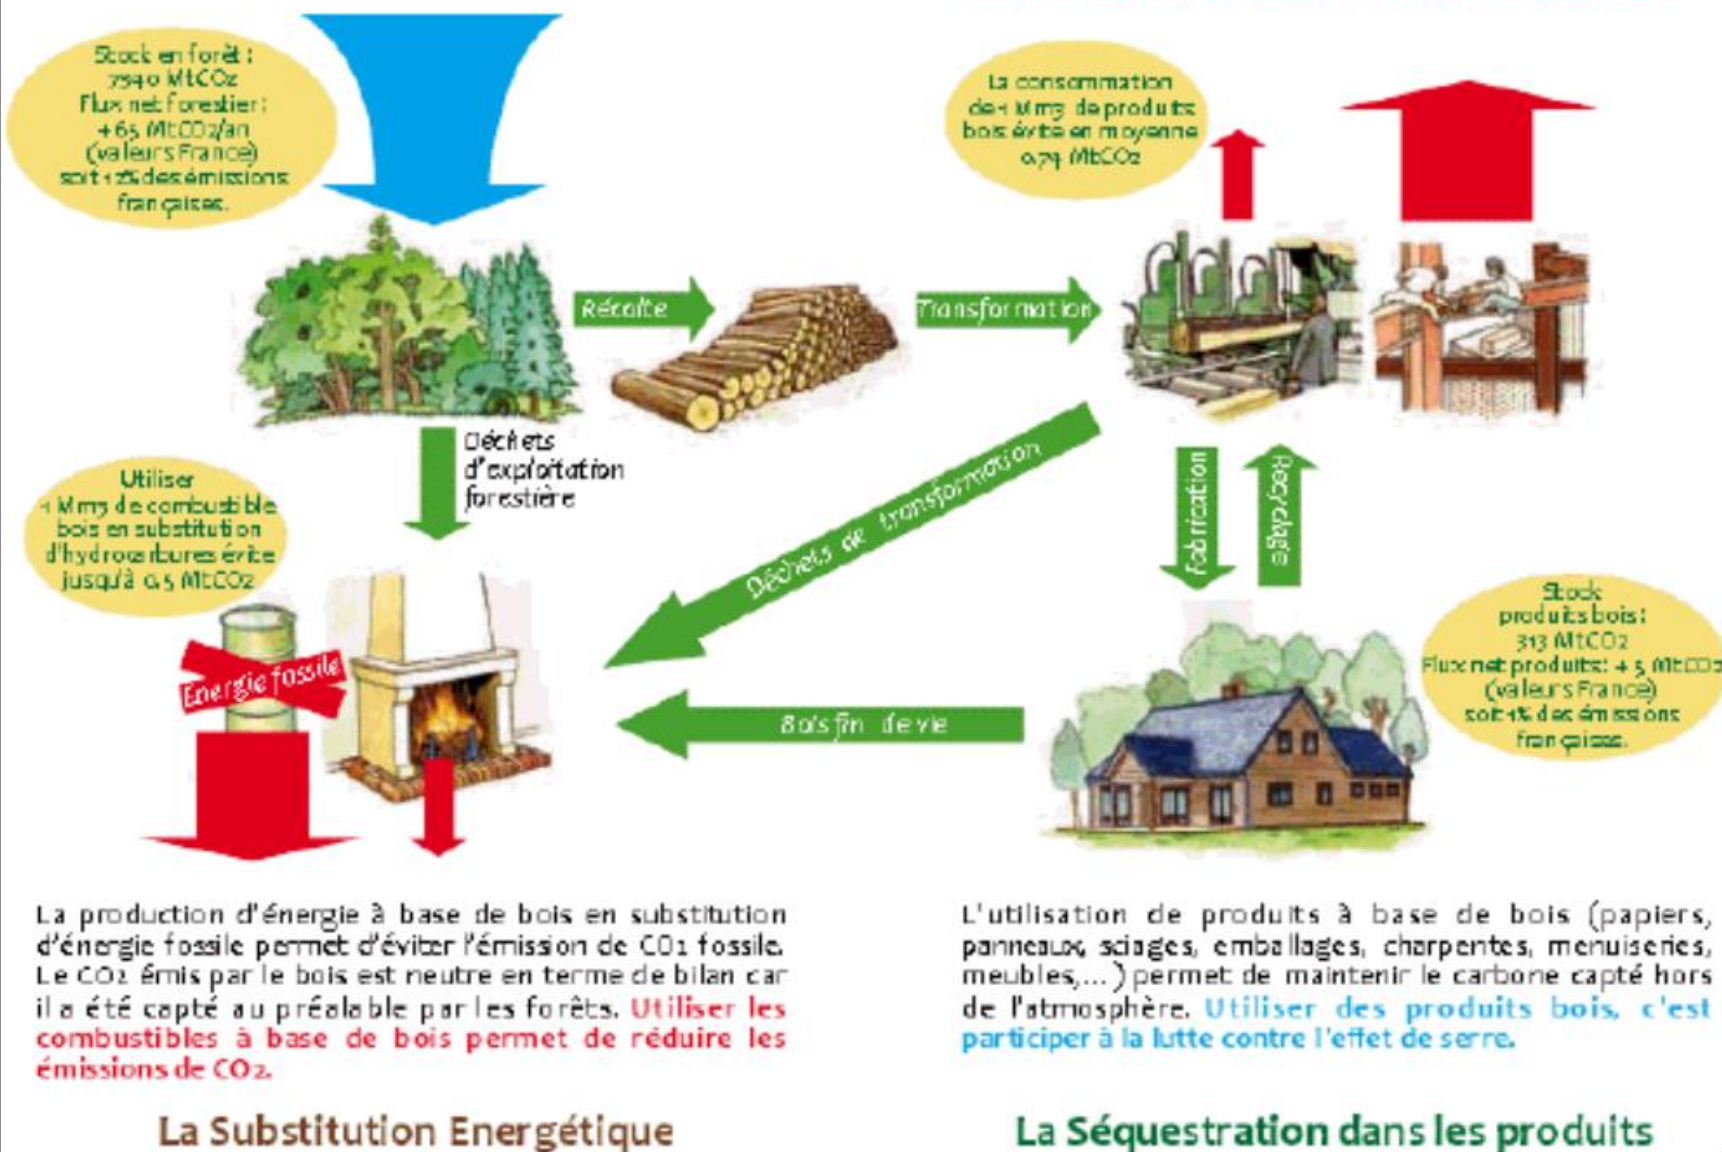 Stock en forêt :
7540 MtCO2
Flux net forestier :
+ 65 MtCO2/an
(valeurs France)
soit 12% des émissions
françaises.
La consommation
de 1 Mm3 de produits
bois évite en moyenne
0,79 MtCO2
Récolte
Transformation
Déchets
d'exploitation
forestière
Utiliser
1 Mm3 de combustible
bois en substitution
d'hydrocarbures évite
jusqu'à 0,5 MtCO2
Déchets de transformation
Fabrication
Recyclage
Energie fossile
Bois fin de vie
Stock
produits bois :
313 MtCO2
Flux net produits : + 5 MtCO2
(valeurs France)
soit 1% des émissions
françaises.
La production d'énergie à base de bois en substitution
d'énergie fossile permet d'éviter l'émission de CO2 fossile.
Le CO2 émis par le bois est neutre en terme de bilan car
il a été capté au préalable par les forêts. Utiliser les
combustibles à base de bois permet de réduire les
émissions de CO2.
L'utilisation de produits à base de bois (papiers,
panneaux, sciages, emballages, charpentes, menuiseries,
meubles,...) permet de maintenir le carbone capté hors
de l'atmosphère. Utiliser des produits bois, c'est
participer à la lutte contre l'effet de serre.
La Substitution Energétique
La Séquestration dans les produits